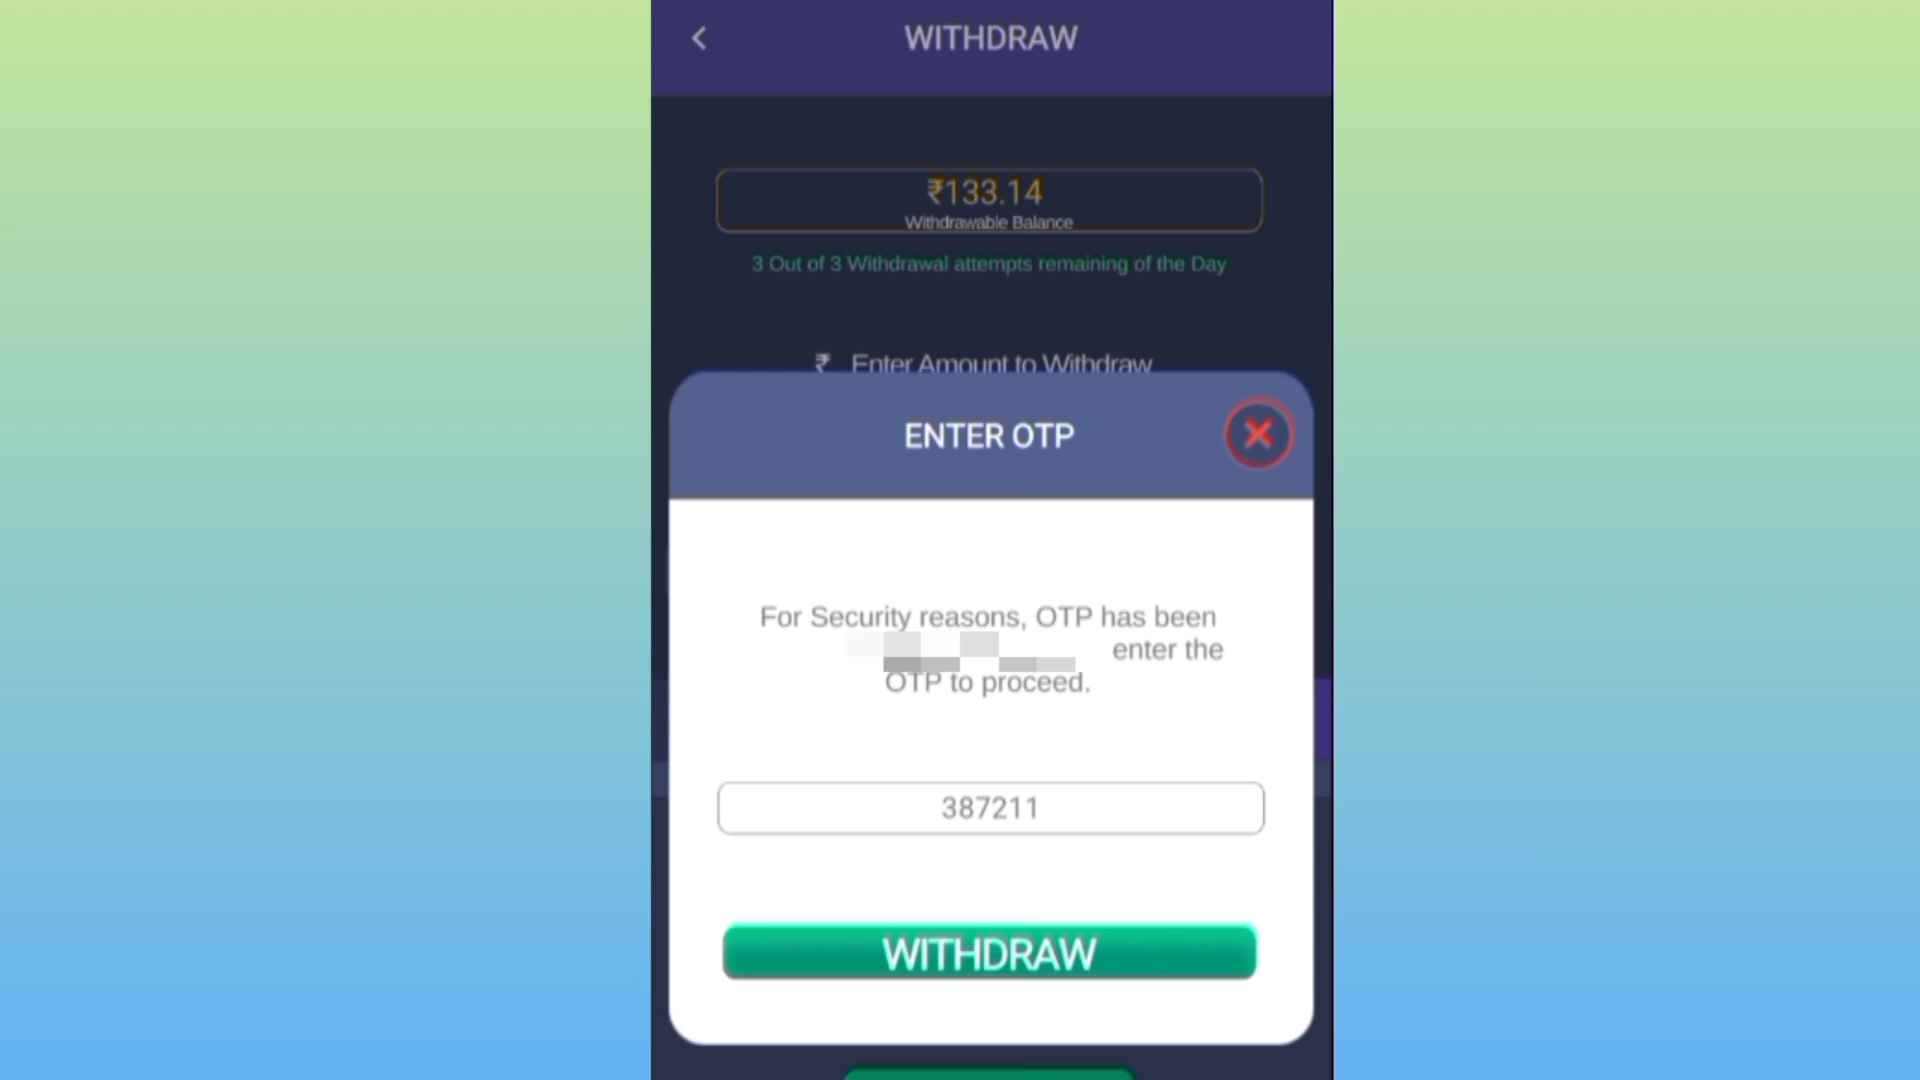 WITHDRAW
₹133.14
Withdrawable Balance
3 Out of 3 Withdrawal attempts remaining of the Day
₹ Enter Amount to Withdraw
ENTER OTP
For Security reasons, OTP has been
enter the
OTP to proceed.
387211
WITHDRAW